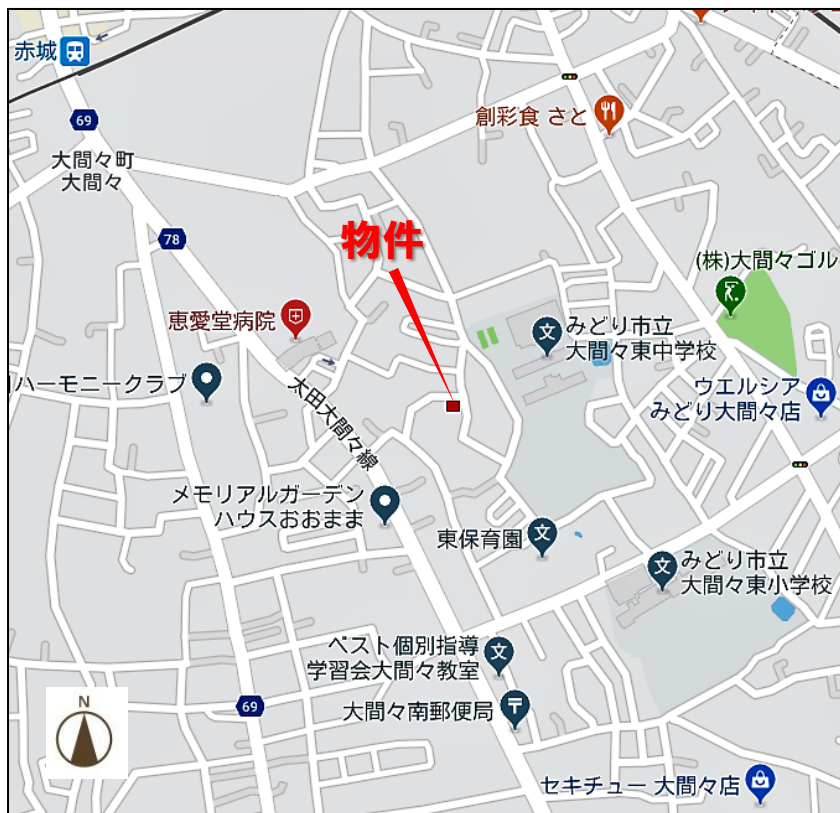 赤城
69
大間々町
大間々
創彩食 さと
78
物件
(株)大間々ゴル
恵愛堂病院
みどり市立
大間々東中学校
ハーモニークラブ
ウエルシア
みどり大間々店
太田大間々線
メモリアルガーデン
ハウスおおまま
東保育園
みどり市立
大間々東小学校
ベスト個別指導
学習会大間々教室
69
大間々南郵便局
N
セキチュー 大間々店
文
文
文
文